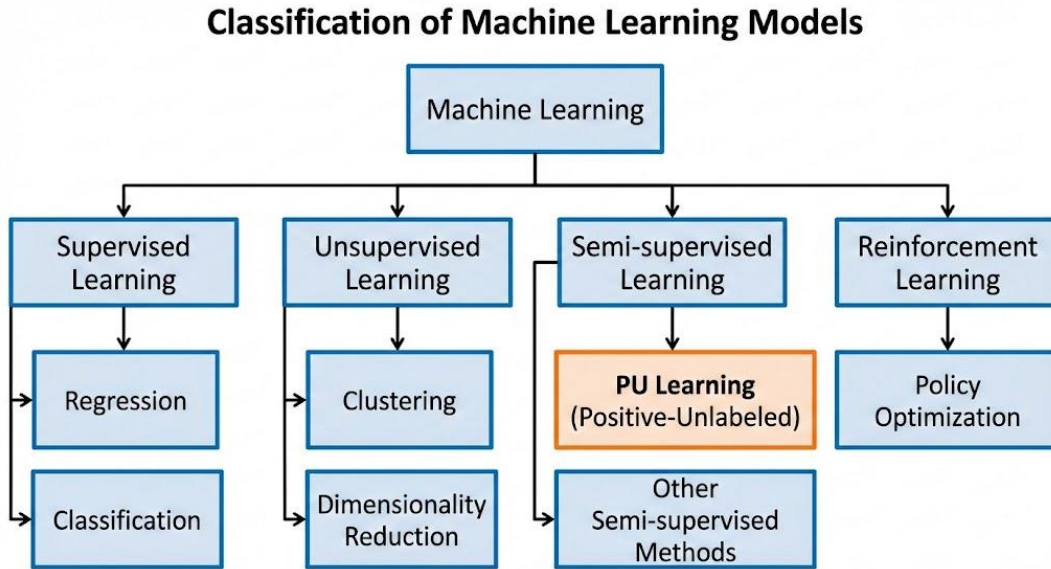 Classification of Machine Learning Models
Machine Learning
Supervised
Learning
Unsupervised
Learning
Semi-supervised
Learning
Reinforcement
Learning
Regression
Clustering
PU Learning
(Positive-Unlabeled)
Policy
Optimization
Classification
Dimensionality
Reduction
Other
Semi-supervised
Methods